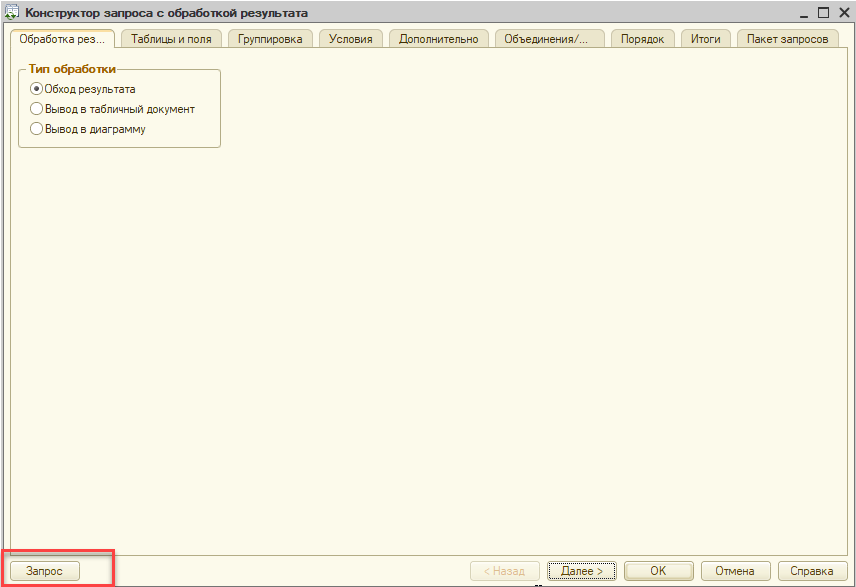 Конструктор запроса с обработкой результата
Обработка рез... Таблицы и поля Группировка Условия Дополнительно Объединения/... Порядок Итоги Пакет запросов
Тип обработки
Обход результата
Вывод в табличный документ
Вывод в диаграмму
Запрос < Назад Далее > ОК Отмена Справка